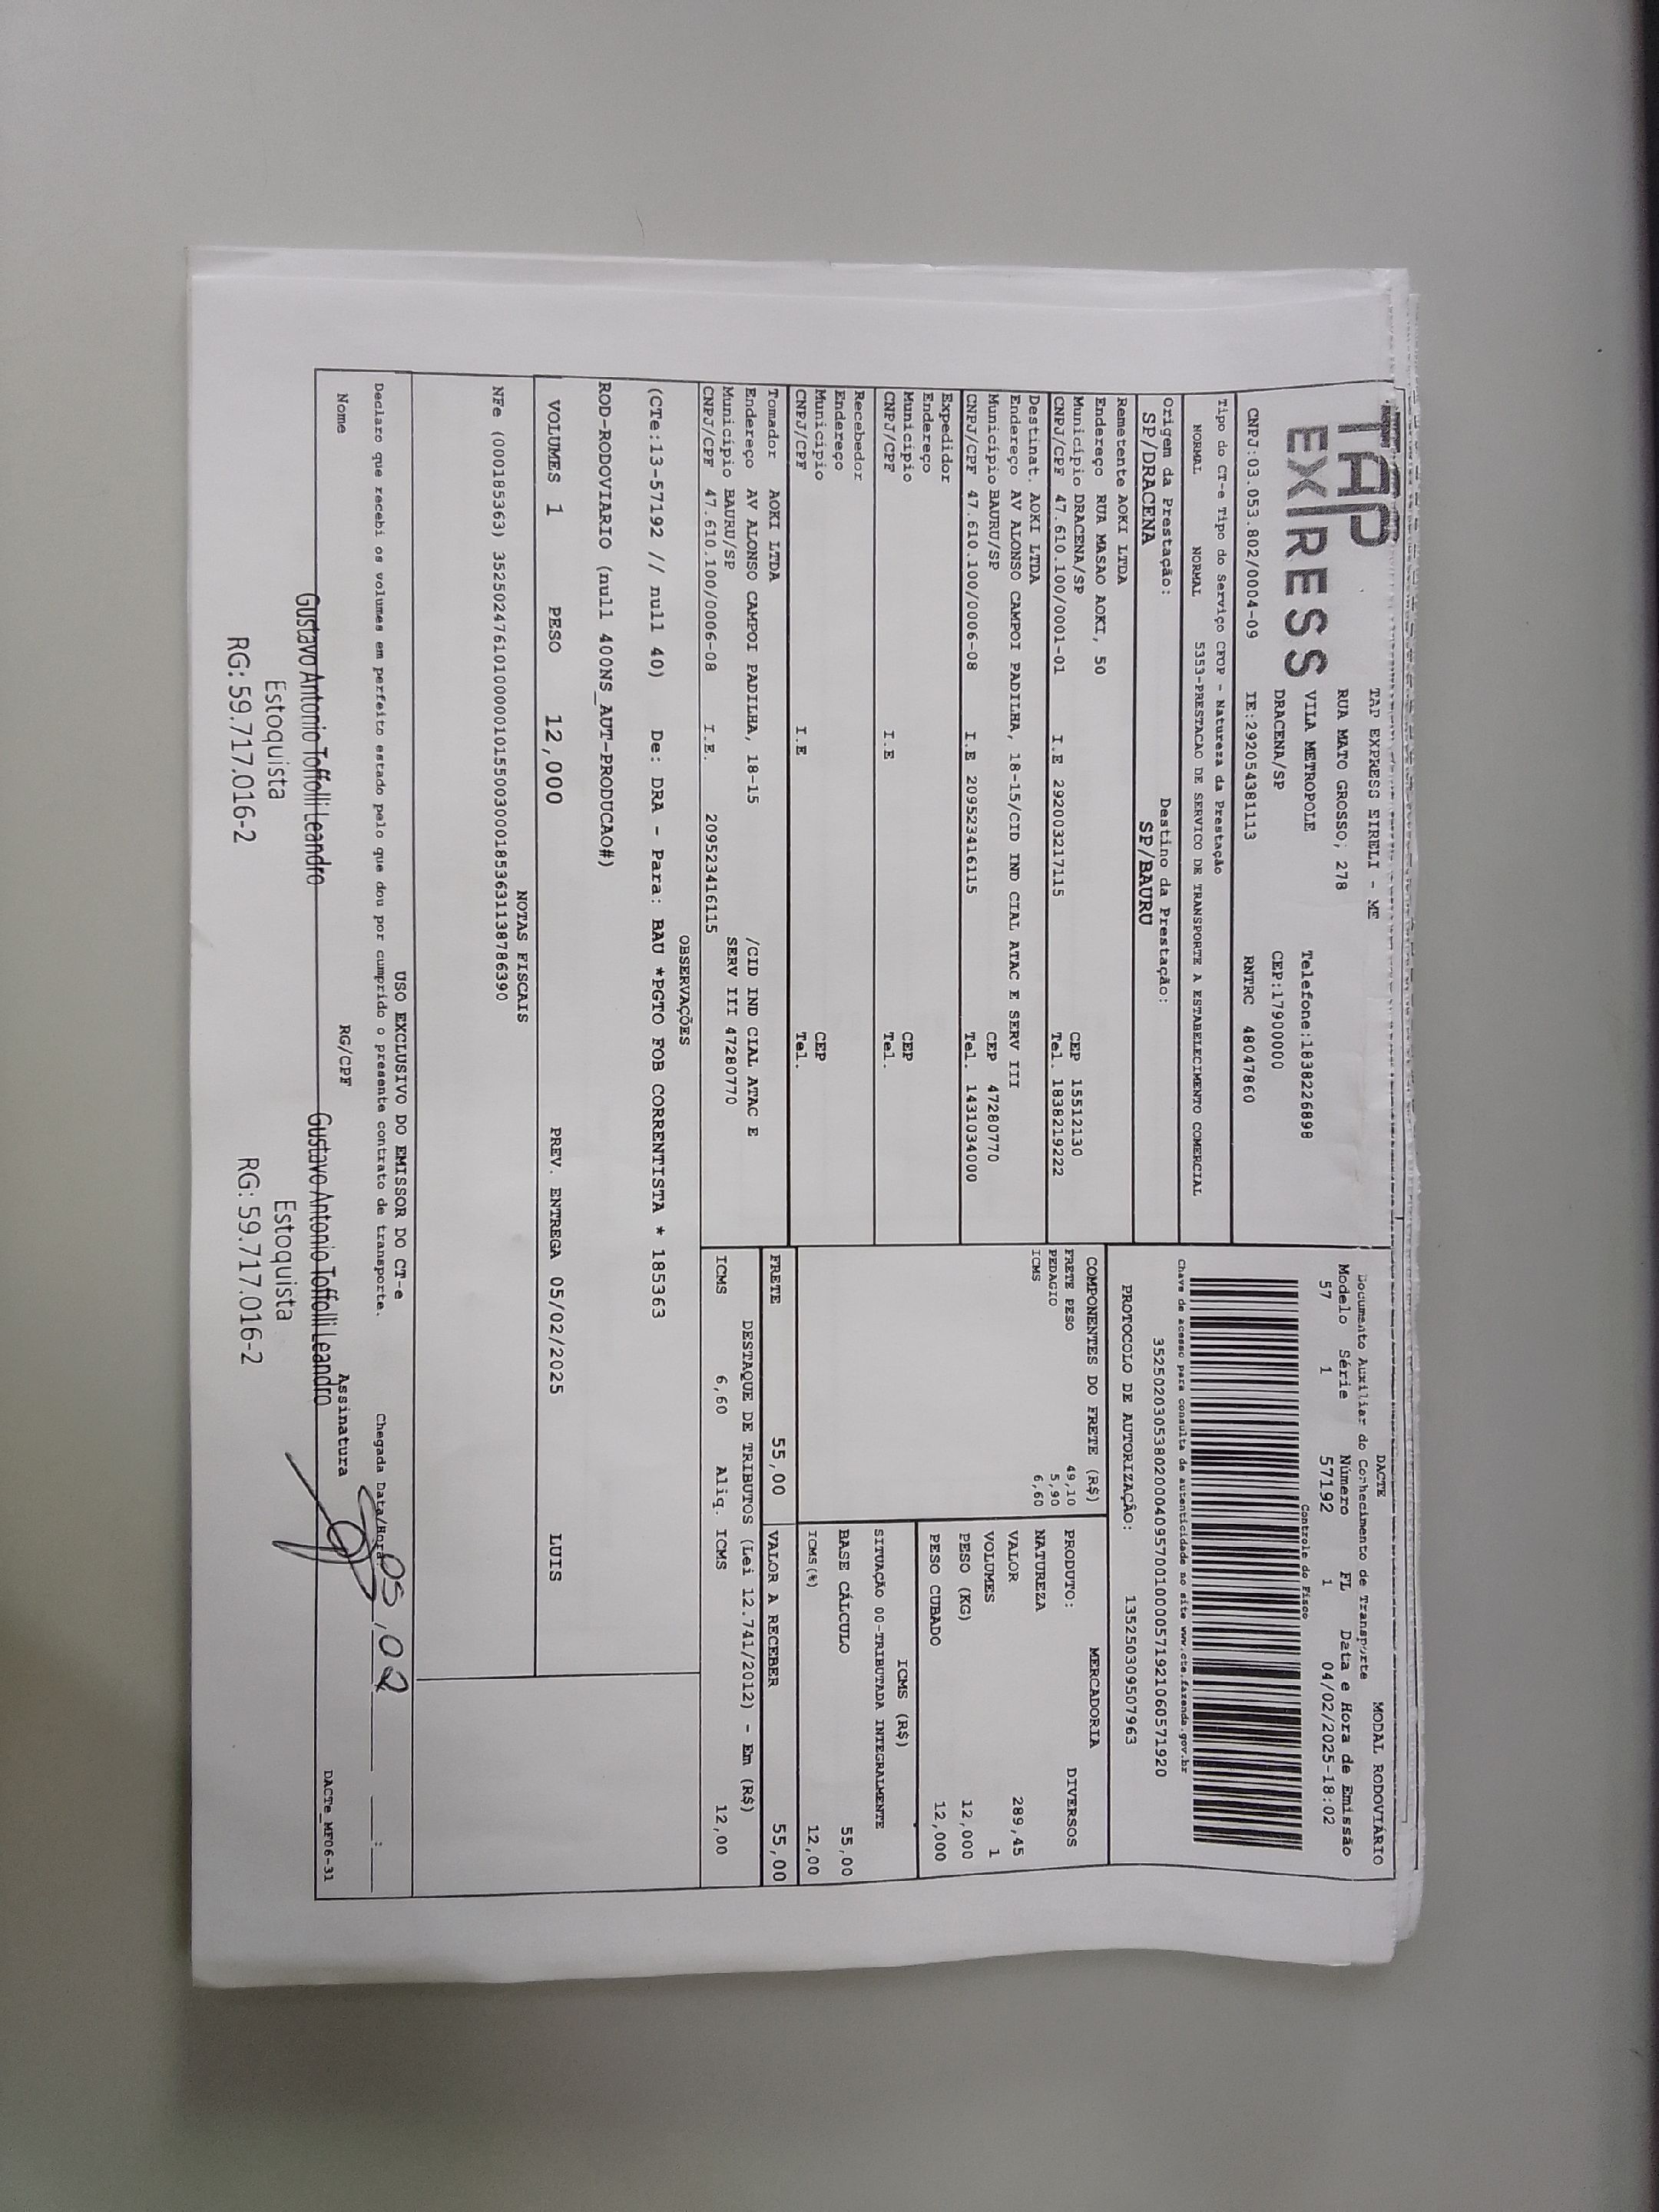 TAP
EXPRESS
TAP EXPRESS EIRELI - ME
RUA MATO GROSSO, 278
VILA METROPOLE Telefone:1838226898
DRACENA/SP CEP:17900000
CNPJ:03.053.802/0004-09 IE:292054381113 RNTRC 48047860
DACTE MODAL RODOVIÁRIO
Documento Auxiliar do Conhecimento de Transporte
Modelo Série Número FL Data e Hora de Emissão
57 1 57192 1 04/02/2025-18:02
Controle do Fisco
Tipo do CT-e Tipo do Serviço CFOP - Natureza da Prestação
NORMAL NORMAL 5353-PRESTACAO DE SERVICO DE TRANSPORTE A ESTABELECIMENTO COMERCIAL
Chave de acesso para consulta de autenticidade no site www.cte.fazenda.gov.br
35250203053802000409570010000571921060571920
PROTOCOLO DE AUTORIZAÇÃO: 135250309507963
Origem da Prestação: Destino da Prestação:
SP/DRACENA SP/BAURU
Remetente AOKI LTDA
Endereço RUA MASAO AOKI, 50
Município DRACENA/SP CEP 15512130
CNPJ/CPF 47.610.100/0001-01 I.E 292003217115 Tel. 1838219222
Destinat. AOKI LTDA
Endereço AV ALONSO CAMPOI PADILHA, 18-15/CID IND CIAL ATAC E SERV III
Município BAURU/SP CEP 47280770
CNPJ/CPF 47.610.100/0006-08 I.E 209523416115 Tel. 1431034000
Expedidor
Endereço
Município CEP
CNPJ/CPF I.E Tel.
Recebedor
Endereço
Município CEP
CNPJ/CPF I.E Tel.
Tomador AOKI LTDA
Endereço AV ALONSO CAMPOI PADILHA, 18-15 /CID IND CIAL ATAC E
Município BAURU/SP SERV III 47280770
CNPJ/CPF 47.610.100/0006-08 I.E. 209523416115
COMPONENTES DO FRETE (R$)
FRETE PESO 49,10
PEDAGIO 5,90
ICMS 6,60
MERCADORIA
PRODUTO: DIVERSOS
NATUREZA
VALOR 289,45
VOLUMES 1
PESO (KG) 12,000
PESO CUBADO 12,000
ICMS (R$)
SITUAÇÃO 00-TRIBUTADA INTEGRALMENTE
BASE CÁLCULO 55,00
ICMS(%) 12,00
FRETE 55,00 VALOR A RECEBER 55,00
DESTAQUE DE TRIBUTOS (Lei 12.741/2012) - Em (R$)
ICMS 6,60 Aliq. ICMS 12,00
OBSERVAÇÕES
(CTe:13-57192 // null 40) De: DRA - Para: BAU *PGTO FOB CORRENTISTA * 185363
ROD-RODOVIARIO (null 400NS_AUT-PRODUCAO#)
VOLUMES 1 PESO 12,000 PREV. ENTREGA 05/02/2025 LUIS
NOTAS FISCAIS
NFe (000185363) 35250247610100000101550030001853631138786390
USO EXCLUSIVO DO EMISSOR DO CT-e
Declaro que recebi os volumes em perfeito estado pelo que dou por cumprido o presente contrato de transporte. Chegada Data/Hora 05,02
Nome RG/CPF Assinatura
Gustavo Antonio Toffolli Leandro Gustavo Antonio Toffolli Leandro
Estoquista Estoquista
RG: 59.717.016-2 RG: 59.717.016-2
DACTe_MF06-31